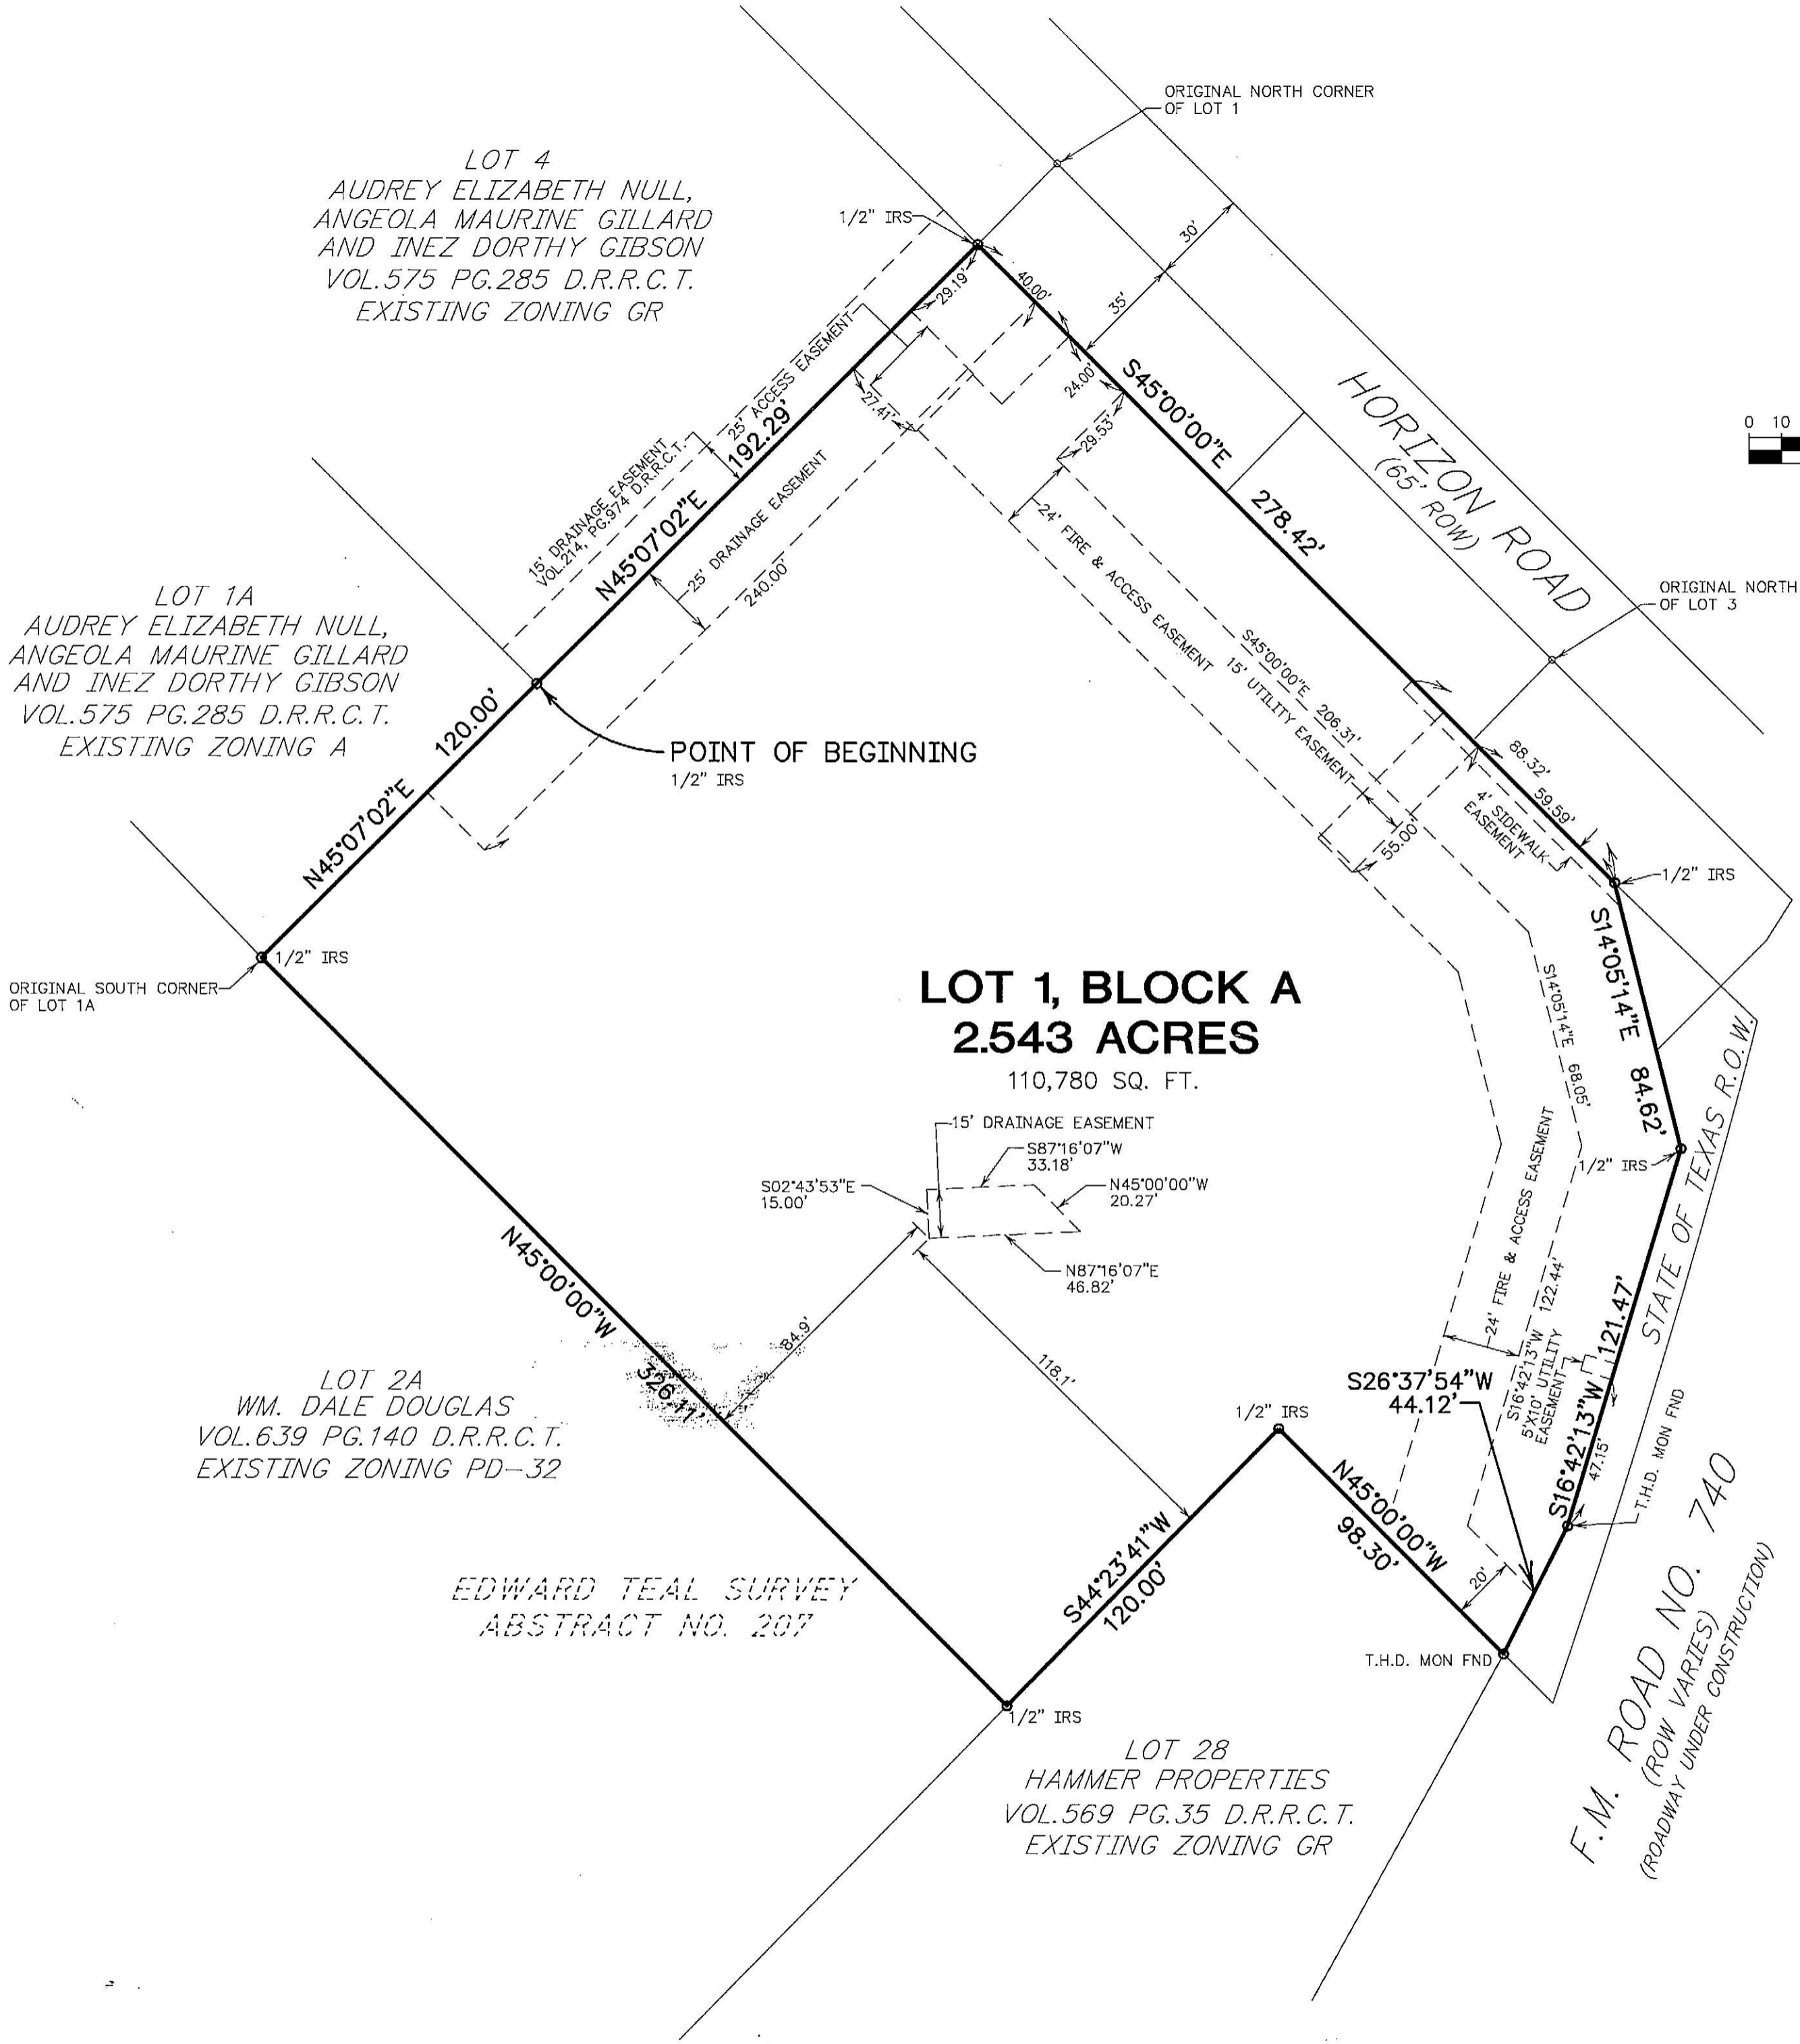 ORIGINAL NORTH CORNER
OF LOT 1
LOT 4
AUDREY ELIZABETH NULL,
ANGEOLA MAURINE GILLARD
AND INEZ DORTHY GIBSON
VOL.575 PG.285 D.R.R.C.T.
EXISTING ZONING GR
1/2" IRS
30'
35'
29.19'
40.00'
24.00'
29.53'
27.41'
25' ACCESS EASEMENT
15' DRAINAGE EASEMENT
VOL.214, PG.974 D.R.R.C.T.
N45°07'02"E 192.29'
25' DRAINAGE EASEMENT
240.00'
S45°00'00"E 278.42'
HORIZON ROAD
(65' ROW)
0 10
24' FIRE & ACCESS EASEMENT
S45°00'00"E 206.31'
15' UTILITY EASEMENT
ORIGINAL NORTH
OF LOT 3
LOT 1A
AUDREY ELIZABETH NULL,
ANGEOLA MAURINE GILLARD
AND INEZ DORTHY GIBSON
VOL.575 PG.285 D.R.R.C.T.
EXISTING ZONING A
N45°07'02"E 120.00'
POINT OF BEGINNING
1/2" IRS
88.32'
59.59'
4' SIDEWALK
EASEMENT
55.00'
1/2" IRS
1/2" IRS
ORIGINAL SOUTH CORNER
OF LOT 1A
LOT 1, BLOCK A
2.543 ACRES
110,780 SQ. FT.
S14°05'14"E 84.62'
S14°05'14"E 68.05'
1/2" IRS
STATE OF TEXAS R.O.W.
15' DRAINAGE EASEMENT
S87°16'07"W
33.18'
S02°43'53"E
15.00'
N45°00'00"W
20.27'
N87°16'07"E
46.82'
84.9'
118.1'
24' FIRE & ACCESS EASEMENT
S16°42'13"W 122.44'
5'X10' UTILITY
EASEMENT
S16°42'13"W 121.47'
47.15'
T.H.D. MON FND
S26°37'54"W
44.12'
N45°00'00"W 326.11'
LOT 2A
WM. DALE DOUGLAS
VOL.639 PG.140 D.R.R.C.T.
EXISTING ZONING PD-32
1/2" IRS
N45°00'00"W
98.30'
20'
S44°23'41"W
120.00'
EDWARD TEAL SURVEY
ABSTRACT NO. 207
T.H.D. MON FND
1/2" IRS
LOT 28
HAMMER PROPERTIES
VOL.569 PG.35 D.R.R.C.T.
EXISTING ZONING GR
F.M. ROAD NO. 740
(ROW VARIES)
(ROADWAY UNDER CONSTRUCTION)